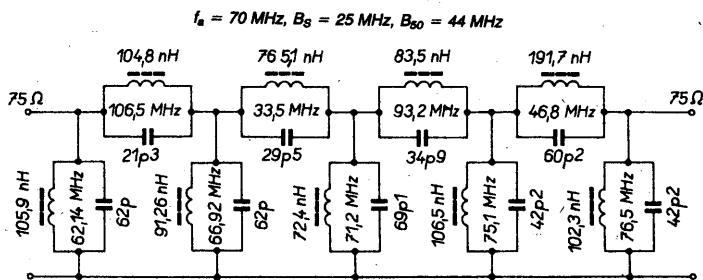 fₐ = 70 MHz, B_S = 25 MHz, B₅₀ = 44 MHz
104,8 nH
76 5,1 nH
83,5 nH
191,7 nH
75 Ω
106,5 MHz
33,5 MHz
93,2 MHz
46,8 MHz
75 Ω
21p3
29p5
34p9
60p2
105,9 nH
62,14 MHz
62p
91,26 nH
66,92 MHz
62p
72,4 nH
71,2 MHz
69p1
106,5 nH
75,1 MHz
42p2
102,3 nH
76,5 MHz
42p2